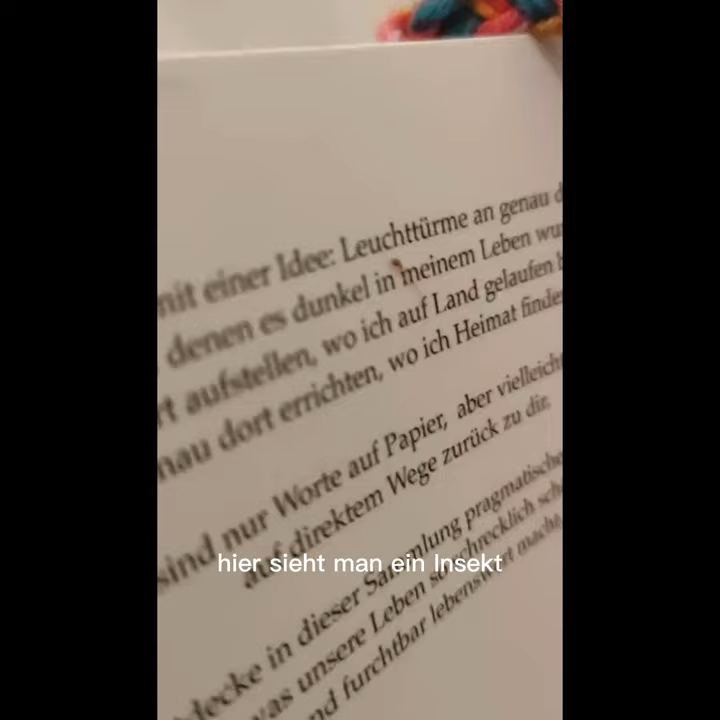 mit einer Idee: Leuchttürme an genau d
denen es dunkel in meinem Leben wu
rt aufstellen, wo ich auf Land gelaufen b
nau dort errichten, wo ich Heimat finde
sind nur Worte auf Papier, aber vielleicht
auf direktem Wege zurück zu dir.
decke in dieser Sammlung pragmatische
was unsere Leben so schrecklich sch
nd furchtbar lebenswert macht
hier sieht man ein Insekt